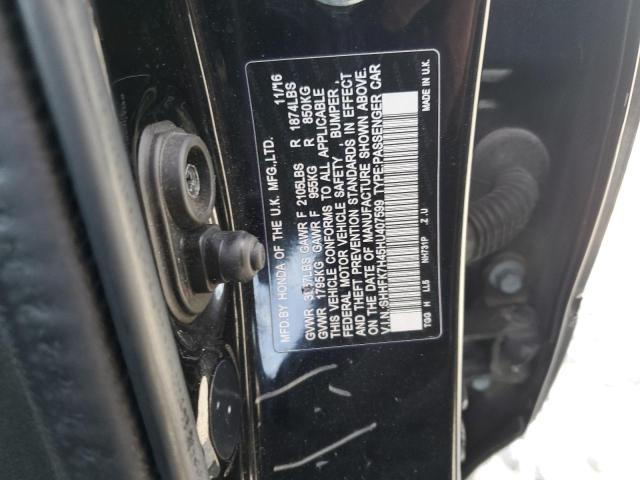 MFD.BY HONDA OF THE U.K. MFG.,LTD. 11/16
GVWR LBS GAWR F 2105LBS R 1874LBS
GVWR 1795KG GAWR F 955KG R 850KG
THIS VEHICLE CONFORMS TO ALL APPLICABLE
FEDERAL MOTOR VEHICLE SAFETY, BUMPER,
AND THEFT PREVENTION STANDARDS IN EFFECT
ON THE DATE OF MANUFACTURE SHOWN ABOVE.
V.I.N.:SHHFK7H45HU407599 TYPE:PASSENGER CAR
TGG H LL5 NH731P .Z .U MADE IN U.K.